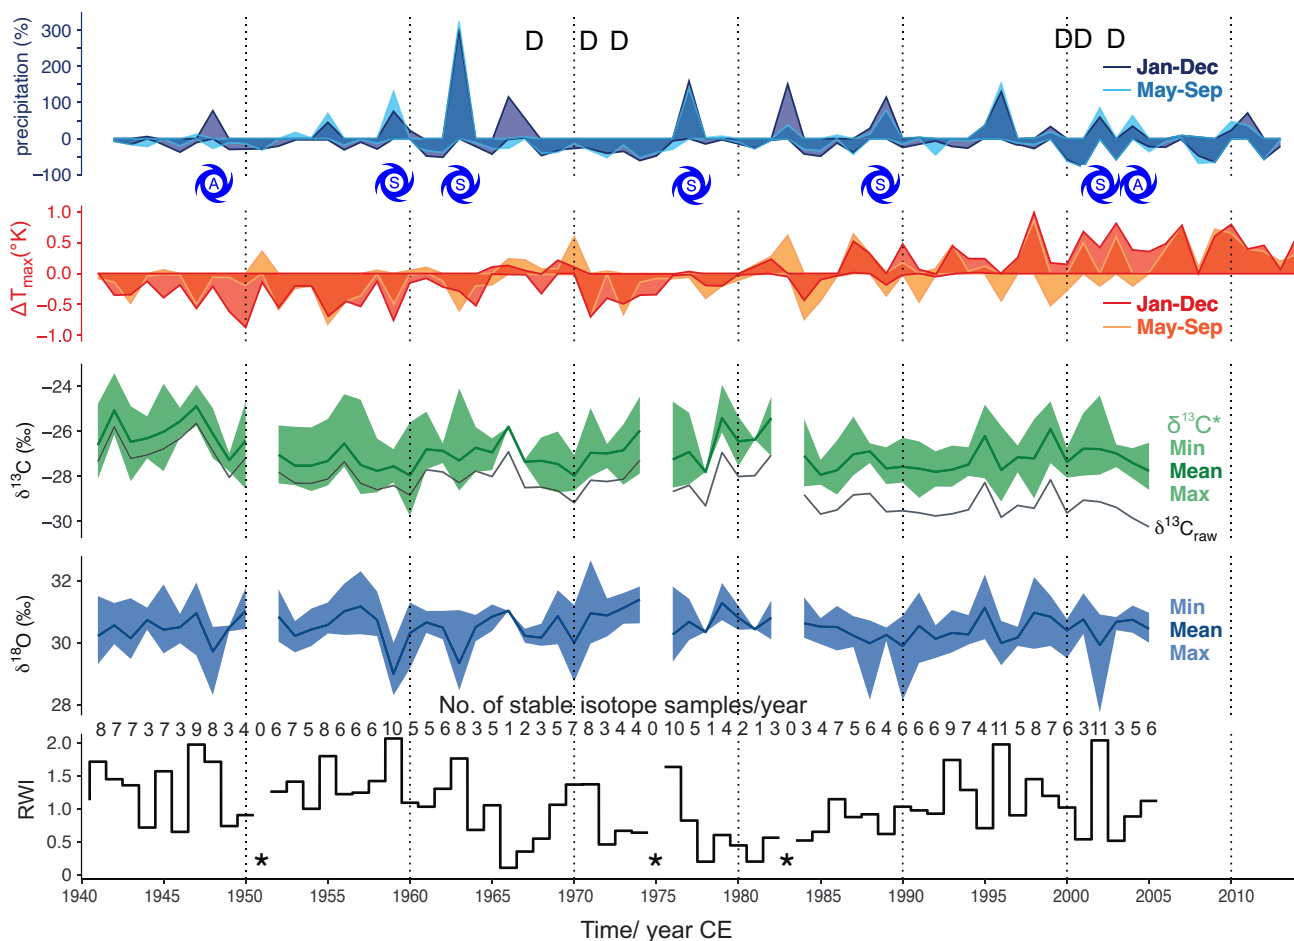 precipitation (%)
300
200
100
0
−100
D D D DD D
Jan-Dec
May-Sep
A S S S S S A
ΔTmax(°K)
1.0
0.5
0.0
−0.5
−1.0
Jan-Dec
May-Sep
δ13C (‰)
−24
−26
−28
−30
δ13C*
Min
Mean
Max
δ13Craw
δ18O (‰)
32
30
28
Min
Mean
Max
No. of stable isotope samples/year
8 7 7 3 7 3 9 8 3 4 0 6 7 5 8 6 6 6 10 5 5 6 8 3 5 1 2 3 7 8 3 4 4 0 10 5 1 4 2 1 3 0 3 4 7 5 6 4 6 6 6 9 7 4 11 6 8 7 6 3 11 3 5 6
RWI
2.0
1.5
1.0
0.5
0
* * *
1940 1945 1950 1955 1960 1965 1970 1975 1980 1985 1990 1995 2000 2005 2010
Time/ year CE